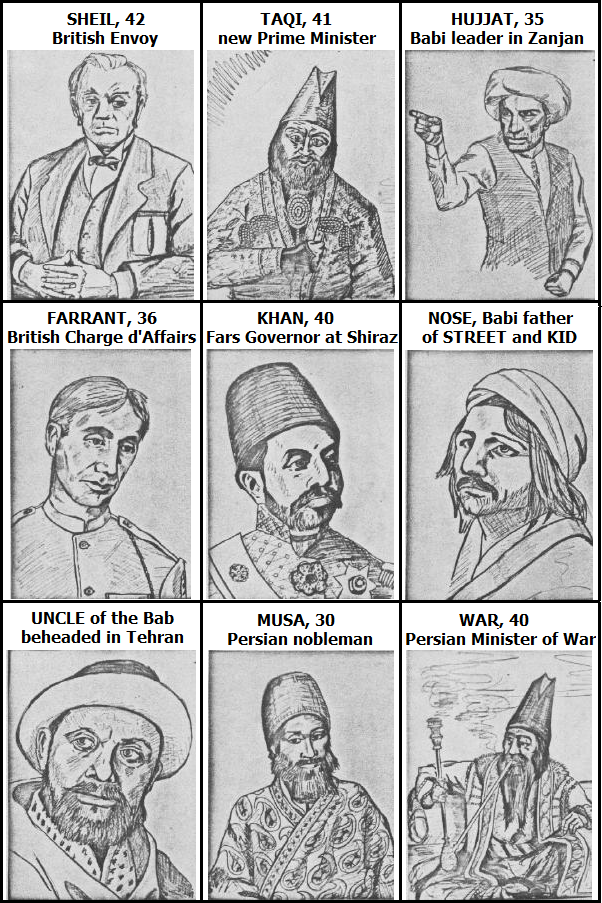 SHEIL, 42
British Envoy
TAQI, 41
new Prime Minister
HUJJAT, 35
Babi leader in Zanjan
FARRANT, 36
British Charge d'Affairs
KHAN, 40
Fars Governor at Shiraz
NOSE, Babi father
of STREET and KID
UNCLE of the Bab
beheaded in Tehran
MUSA, 30
Persian nobleman
WAR, 40
Persian Minister of War